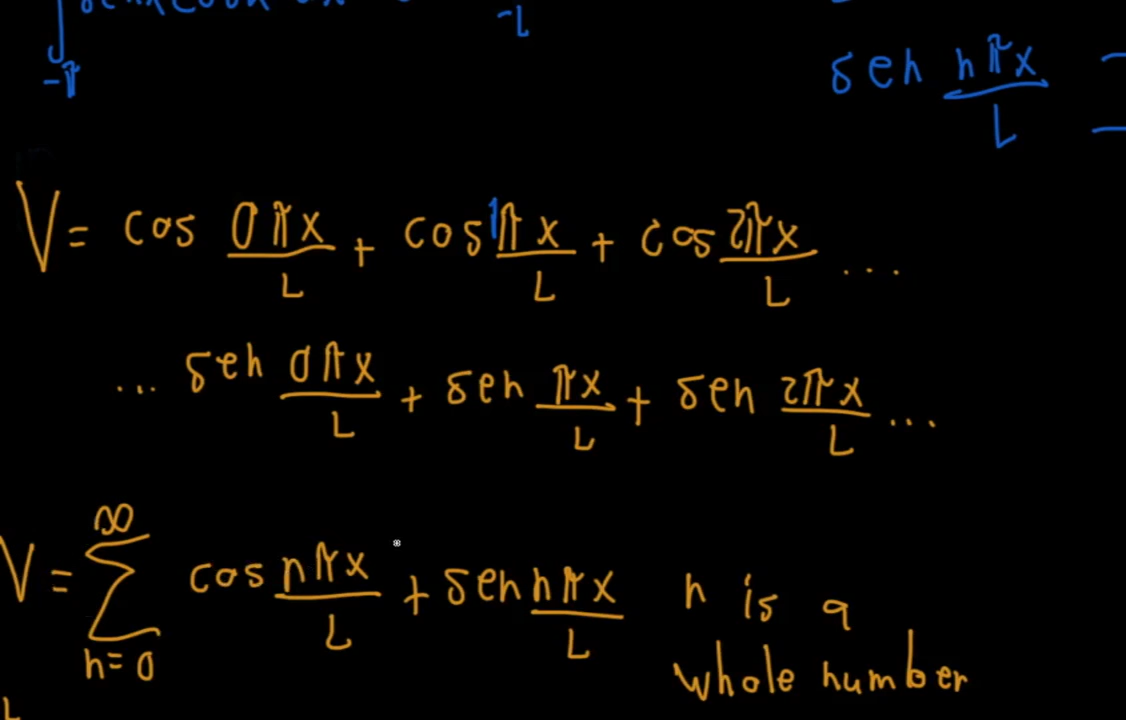 -π
-L
sen nπx/L
V = cos 0πx/L + cos 1πx/L + cos 2πx/L ...
... sen 0πx/L + sen πx/L + sen 2πx/L ...
V = ∑_{n=0}^{∞} cos nπx/L + sen nπx/L n is a
whole number
L